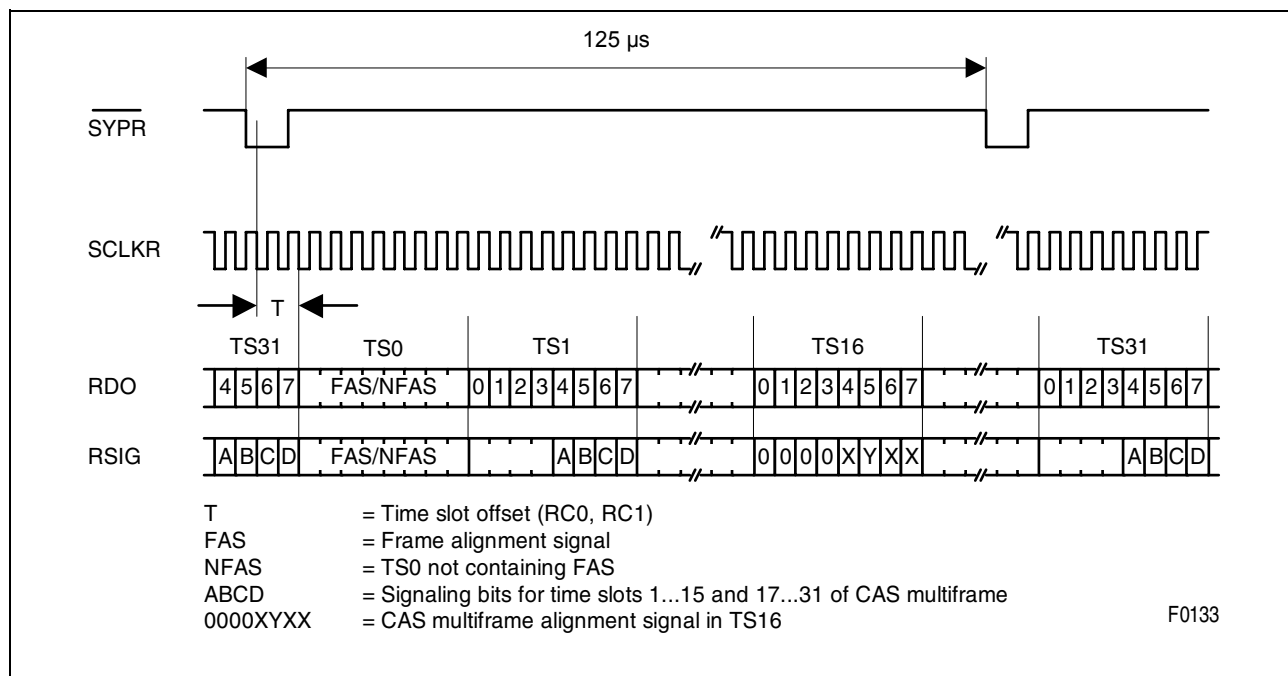 125 µs
SYPR
SCLKR
T
TS31 TS0 TS1 TS16 TS31
RDO 4 5 6 7 FAS/NFAS 0 1 2 3 4 5 6 7 0 1 2 3 4 5 6 7 0 1 2 3 4 5 6 7
RSIG A B C D FAS/NFAS A B C D 0 0 0 0 X Y X X A B C D
T = Time slot offset (RC0, RC1)
FAS = Frame alignment signal
NFAS = TS0 not containing FAS
ABCD = Signaling bits for time slots 1...15 and 17...31 of CAS multiframe
0000XYXX = CAS multiframe alignment signal in TS16
F0133